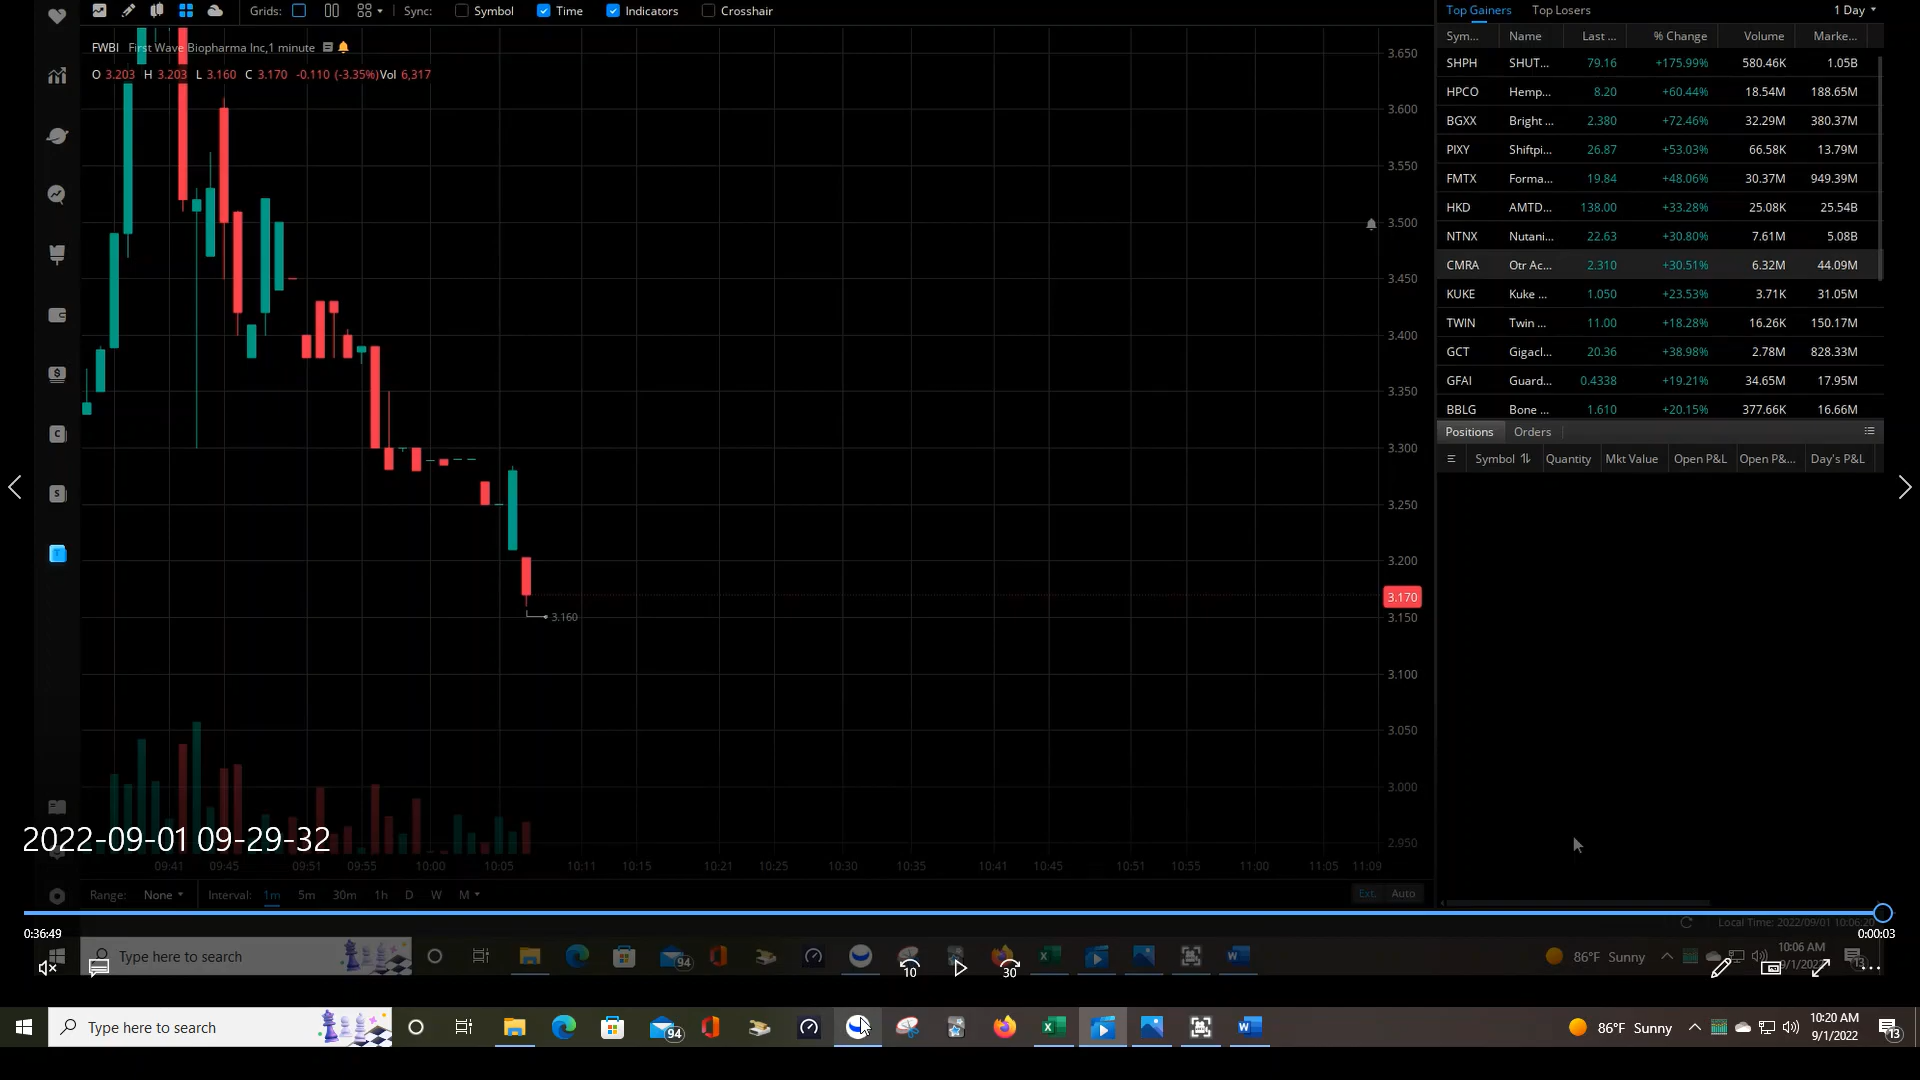 Grids: Sync: Symbol Time Indicators Crosshair
FWBI First Wave Biopharma Inc,1 minute
O 3.203 H 3.203 L 3.160 C 3.170 -0.110 (-3.35%)Vol 6,317
3.650
3.600
3.550
3.500
3.450
3.400
3.350
3.300
3.250
3.200
3.170
3.150
3.100
3.050
3.000
2.950
3.160
C
S
2022-09-01 09-29-32
09:41 09:45 09:51 09:55 10:00 10:05 10:11 10:15 10:21 10:25 10:30 10:35 10:41 10:45 10:51 10:55 11:00 11:05 11:09
Range: None Interval: 1m 5m 30m 1h D W M Ext. Auto
Top Gainers Top Losers 1 Day
Sym... Name Last ... % Change Volume Marke...
SHPH SHUT... 79.16 +175.99% 580.46K 1.05B
HPCO Hemp... 8.20 +60.44% 18.54M 188.65M
BGXX Bright ... 2.380 +72.46% 32.29M 380.37M
PIXY Shiftpi... 26.87 +53.03% 66.58K 13.79M
FMTX Forma... 19.84 +48.06% 30.37M 949.39M
HKD AMTD... 138.00 +33.28% 25.08K 25.54B
NTNX Nutani... 22.63 +30.80% 7.61M 5.08B
CMRA Otr Ac... 2.310 +30.51% 6.32M 44.09M
KUKE Kuke ... 1.050 +23.53% 3.71K 31.05M
TWIN Twin ... 11.00 +18.28% 16.26K 150.17M
GCT Gigacl... 20.36 +38.98% 2.78M 828.33M
GFAI Guard... 0.4338 +19.21% 34.65M 17.95M
BBLG Bone ... 1.610 +20.15% 377.66K 16.66M
Positions Orders
Symbol Quantity Mkt Value Open P&L Open P&... Day's P&L
Local Time: 2022/09/01 10:06:20
0:36:49 0:00:03
Type here to search 94 86°F Sunny 10:06 AM
9/1/2022 13
10 30
Type here to search 94 86°F Sunny 10:20 AM
9/1/2022 13